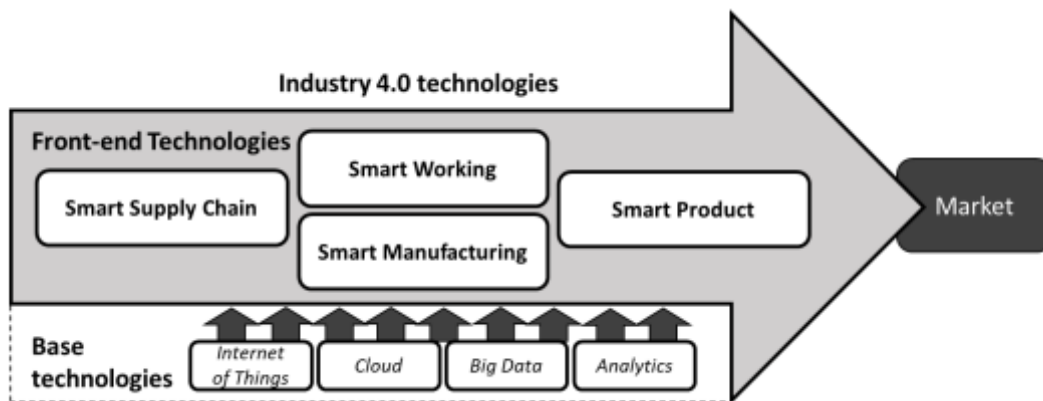 Industry 4.0 technologies
Front-end Technologies
Smart Supply Chain
Smart Working
Smart Manufacturing
Smart Product
Market
Base
technologies
Internet
of Things
Cloud
Big Data
Analytics